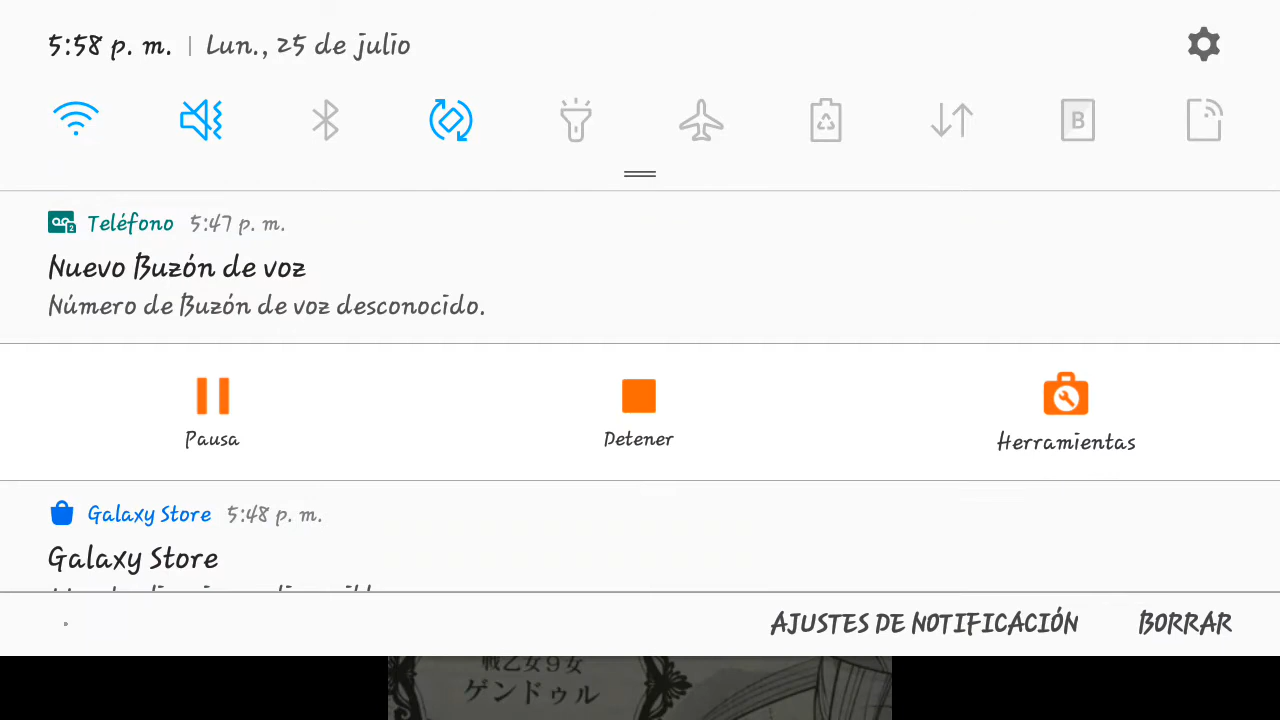 5:58 p. m. | Lun., 25 de julio
B
Teléfono 5:47 p. m.
Nuevo Buzón de voz
Número de Buzón de voz desconocido.
Pausa Detener Herramientas
Galaxy Store 5:48 p. m.
Galaxy Store
AJUSTES DE NOTIFICACIÓN BORRAR
戦乙女9女
ゲンドゥル